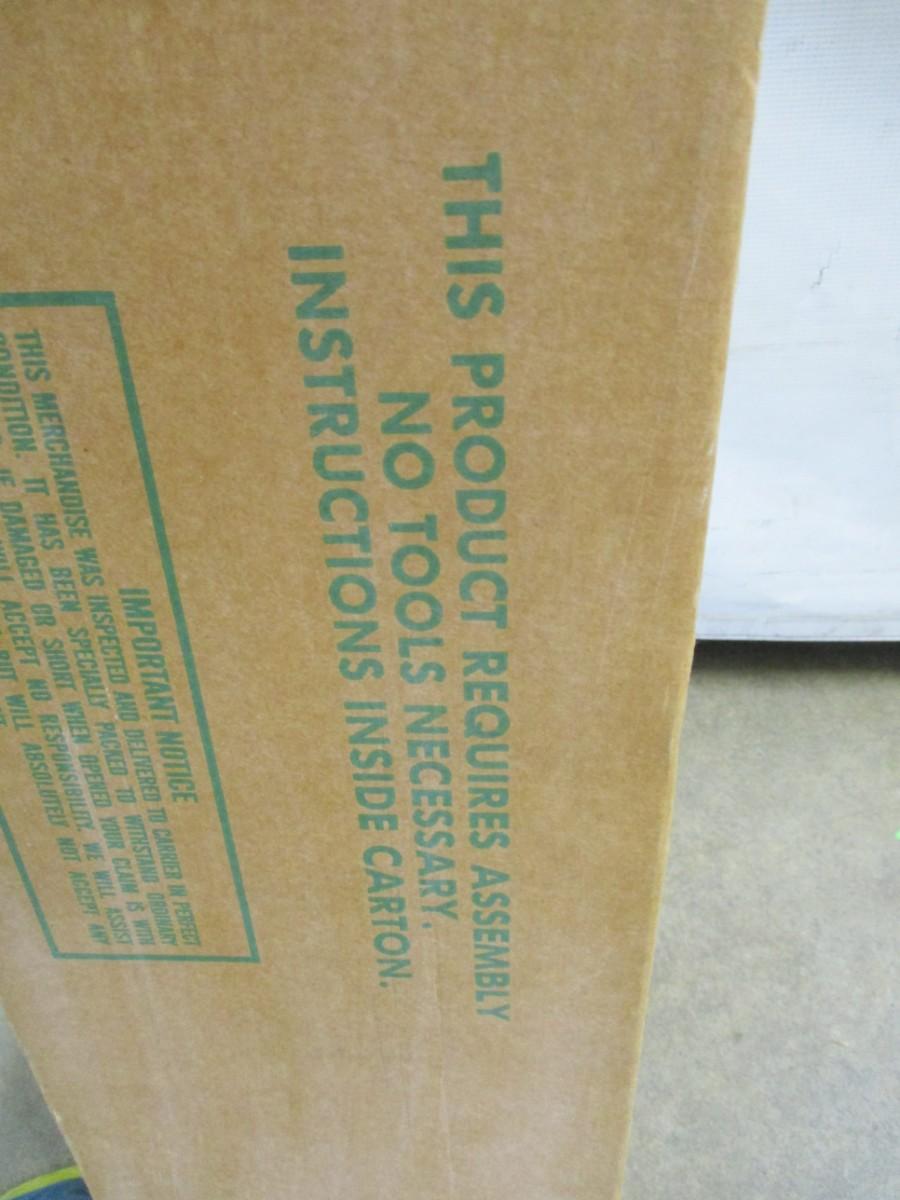 THIS PRODUCT REQUIRES ASSEMBLY
NO TOOLS NECESSARY.
INSTRUCTIONS INSIDE CARTON.
IMPORTANT NOTICE
THIS MERCHANDISE WAS INSPECTED AND DELIVERED TO CARRIER IN PERFECT
CONDITION. IT HAS BEEN SPECIALLY PACKED TO WITHSTAND ORDINARY
IF DAMAGED OR SHORT WHEN OPENED YOUR CLAIM IS WITH
WILL ACCEPT NO RESPONSIBILITY. WE WILL ASSIST
BUT WILL ABSOLUTELY NOT ACCEPT ANY